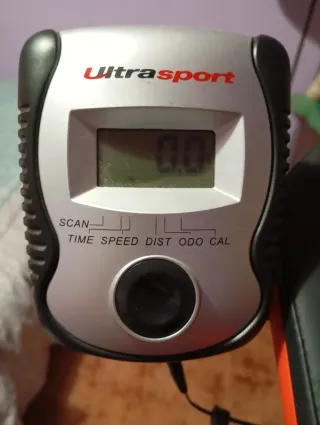 Ultrasport
0.0
SCAN
TIME SPEED DIST ODO CAL